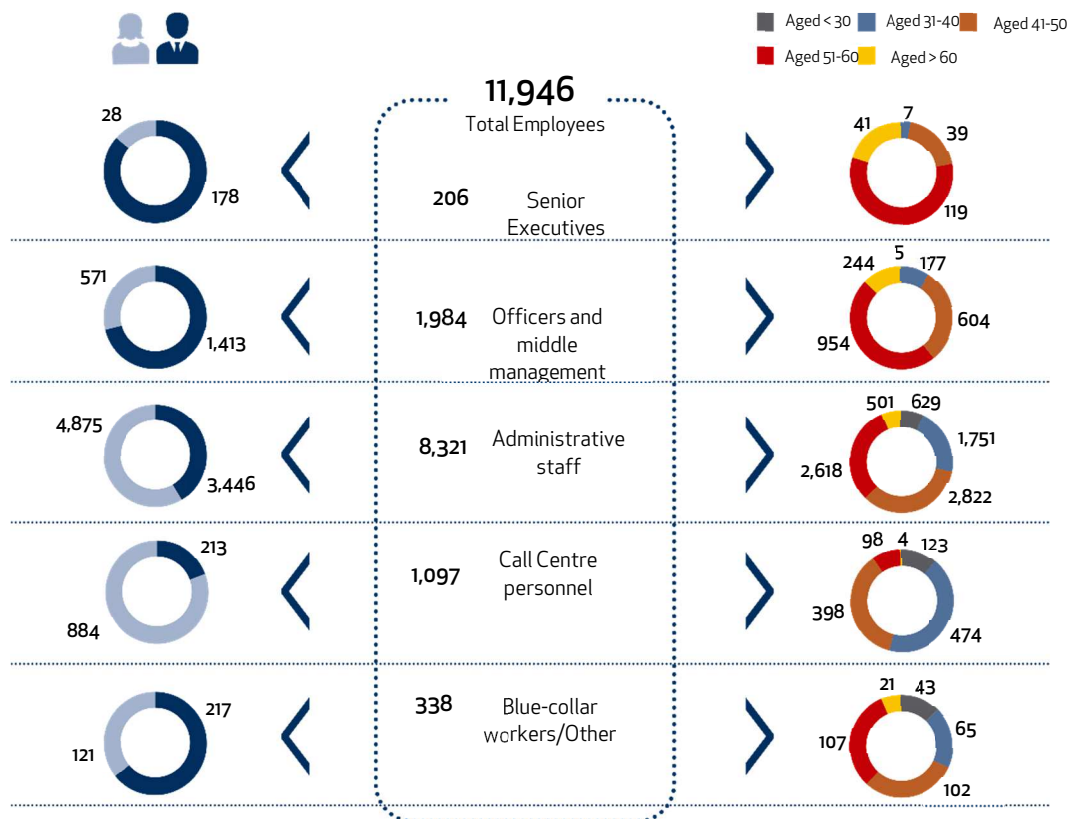 Aged < 30 Aged 31-40 Aged 41-50
Aged 51-60 Aged > 60
11,946
Total Employees
28
178
206
Senior
Executives
41
7
39
119
571
1,413
1,984
Officers and
middle
management
244
5
177
604
954
4,875
3,446
8,321
Administrative
staff
501
629
1,751
2,618
2,822
213
884
1,097
Call Centre
personnel
98
4
123
398
474
217
121
338
Blue-collar
workers/Other
21
43
65
107
102